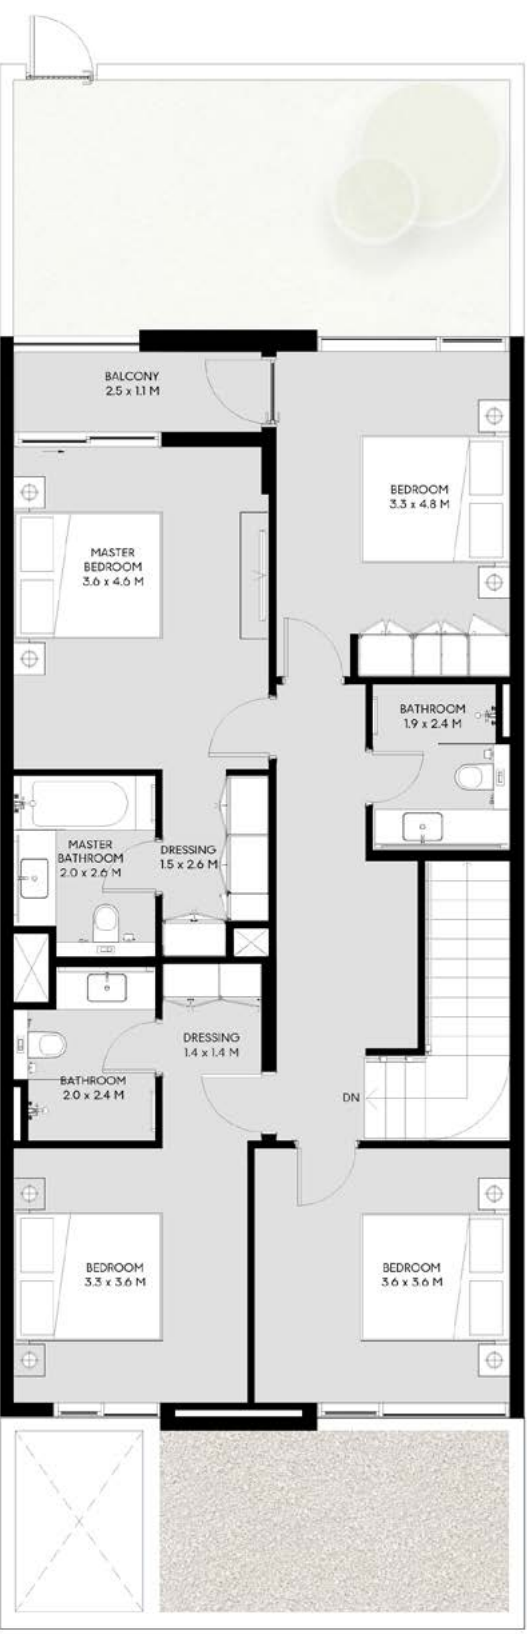 BALCONY
2.5 x 1.1 M
BEDROOM
3.3 x 4.8 M
MASTER
BEDROOM
3.6 x 4.6 M
BATHROOM
1.9 x 2.4 M
MASTER
BATHROOM
2.0 x 2.6 M
DRESSING
1.5 x 2.6 M
DRESSING
1.4 x 1.4 M
BATHROOM
2.0 x 2.4 M
DN
BEDROOM
3.3 x 3.6 M
BEDROOM
3.6 x 3.6 M